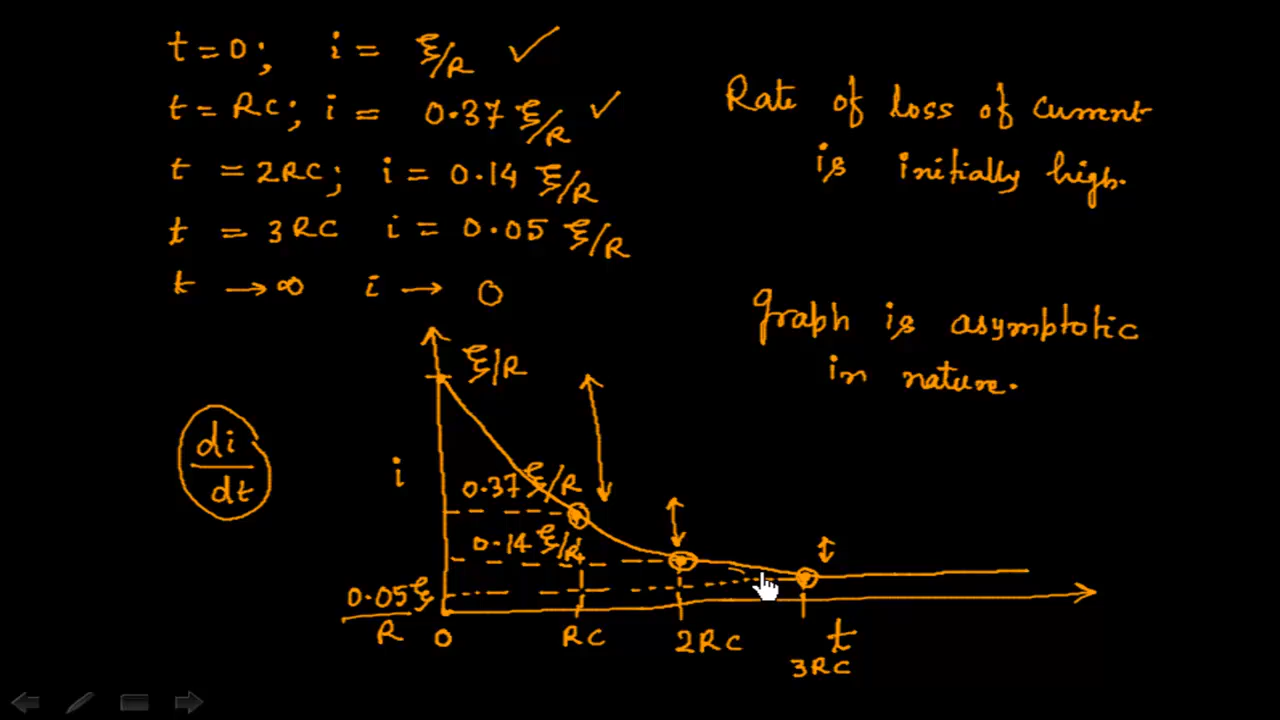 t = 0; i = ξ/R ✓
t = RC; i = 0.37 ξ/R ✓
t = 2RC; i = 0.14 ξ/R
t = 3RC i = 0.05 ξ/R
t → ∞ i → 0
Rate of loss of current
is initially high.
graph is asymptotic
in nature.
ξ/R
di/dt
i
0.37 ξ/R
0.14 ξ/R
0.05ξ/R
0 RC 2RC 3RC
t